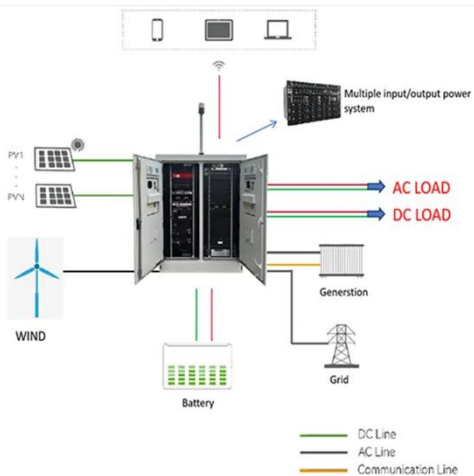 Multiple input/output power
system
PV1
PVN
AC LOAD
DC LOAD
WIND
Generstion
Grid
Battery
DC Line
AC Line
Communication Line